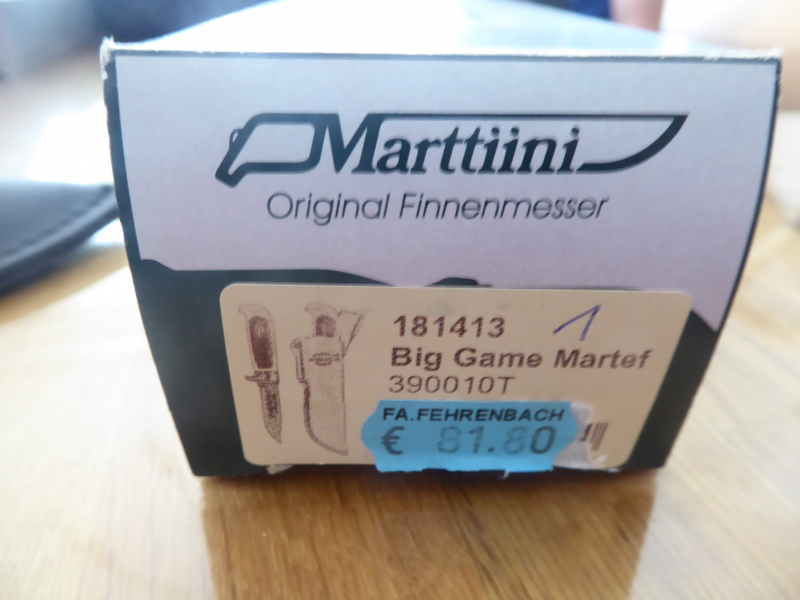 Marttiini
Original Finnenmesser
181413 1
Big Game Martef
390010T
FA.FEHRENBACH
€ 81.80